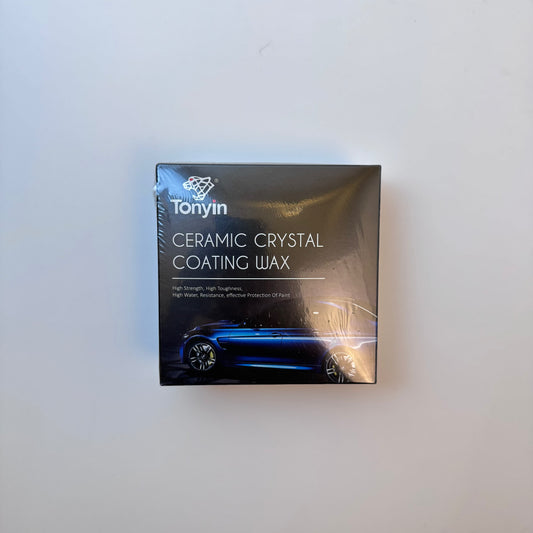 Tonyin
CERAMIC CRYSTAL
COATING WAX
High Strength, High Toughness,
High Water, Resistance, effective Protection Of Paint